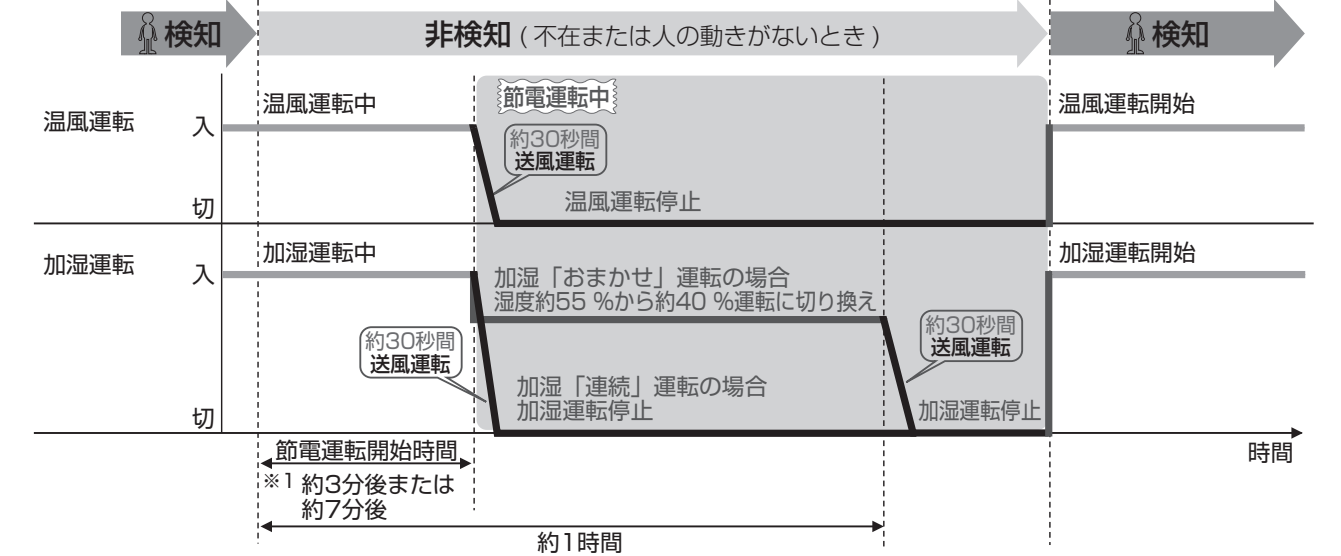 検知
非検知 ( 不在または人の動きがないとき )
検知
温風運転
入
切
温風運転中
節電運転中
約30秒間
送風運転
温風運転停止
温風運転開始
加湿運転
入
切
加湿運転中
加湿「おまかせ」運転の場合
湿度約55 %から約40 %運転に切り換え
約30秒間
送風運転
加湿「連続」運転の場合
加湿運転停止
約30秒間
送風運転
加湿運転停止
加湿運転開始
時間
節電運転開始時間
※1 約3分後または
約7分後
約1時間